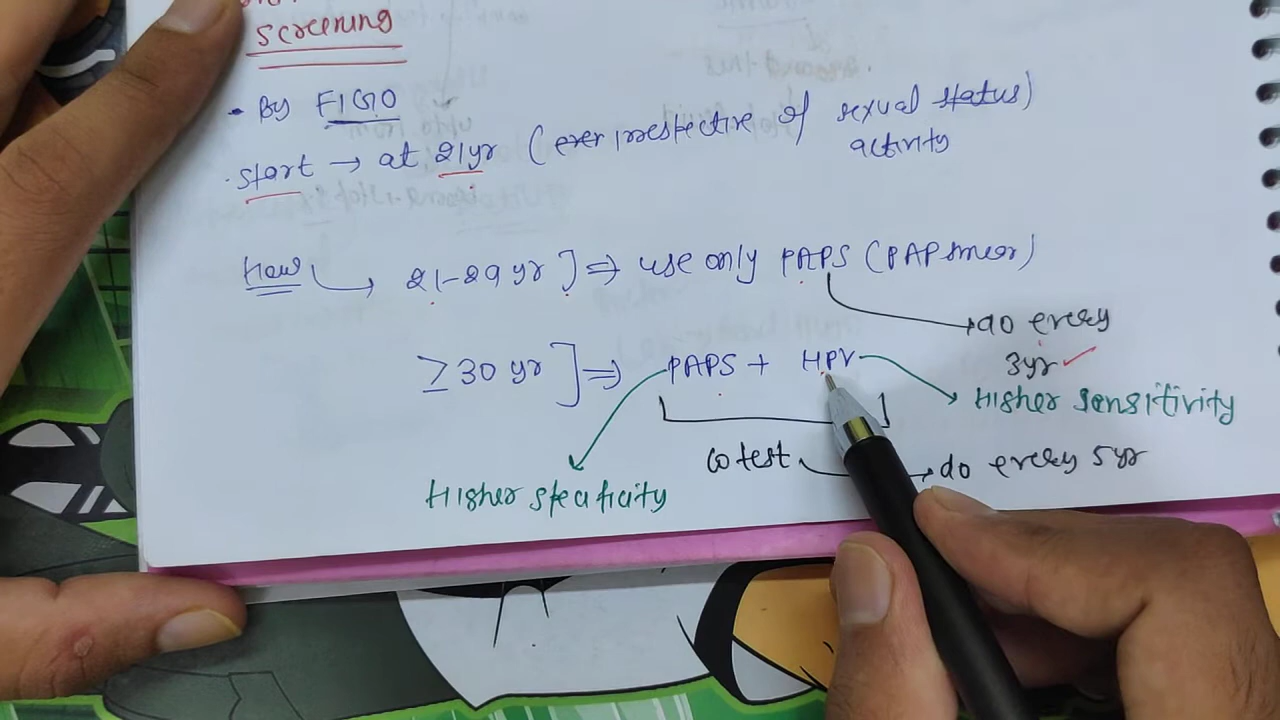 screening
• By FIGO
• Start → at 21yr (ever irrespective of sexual status)
activity
How → 21-29 yr ] ⇒ use only PAPS (PAP smear)
→ do every
3yr ✓
≥ 30 yr ] ⇒ PAPS + HPV
→ Higher sensitivity
cotest → do every 5yr
Higher specificity